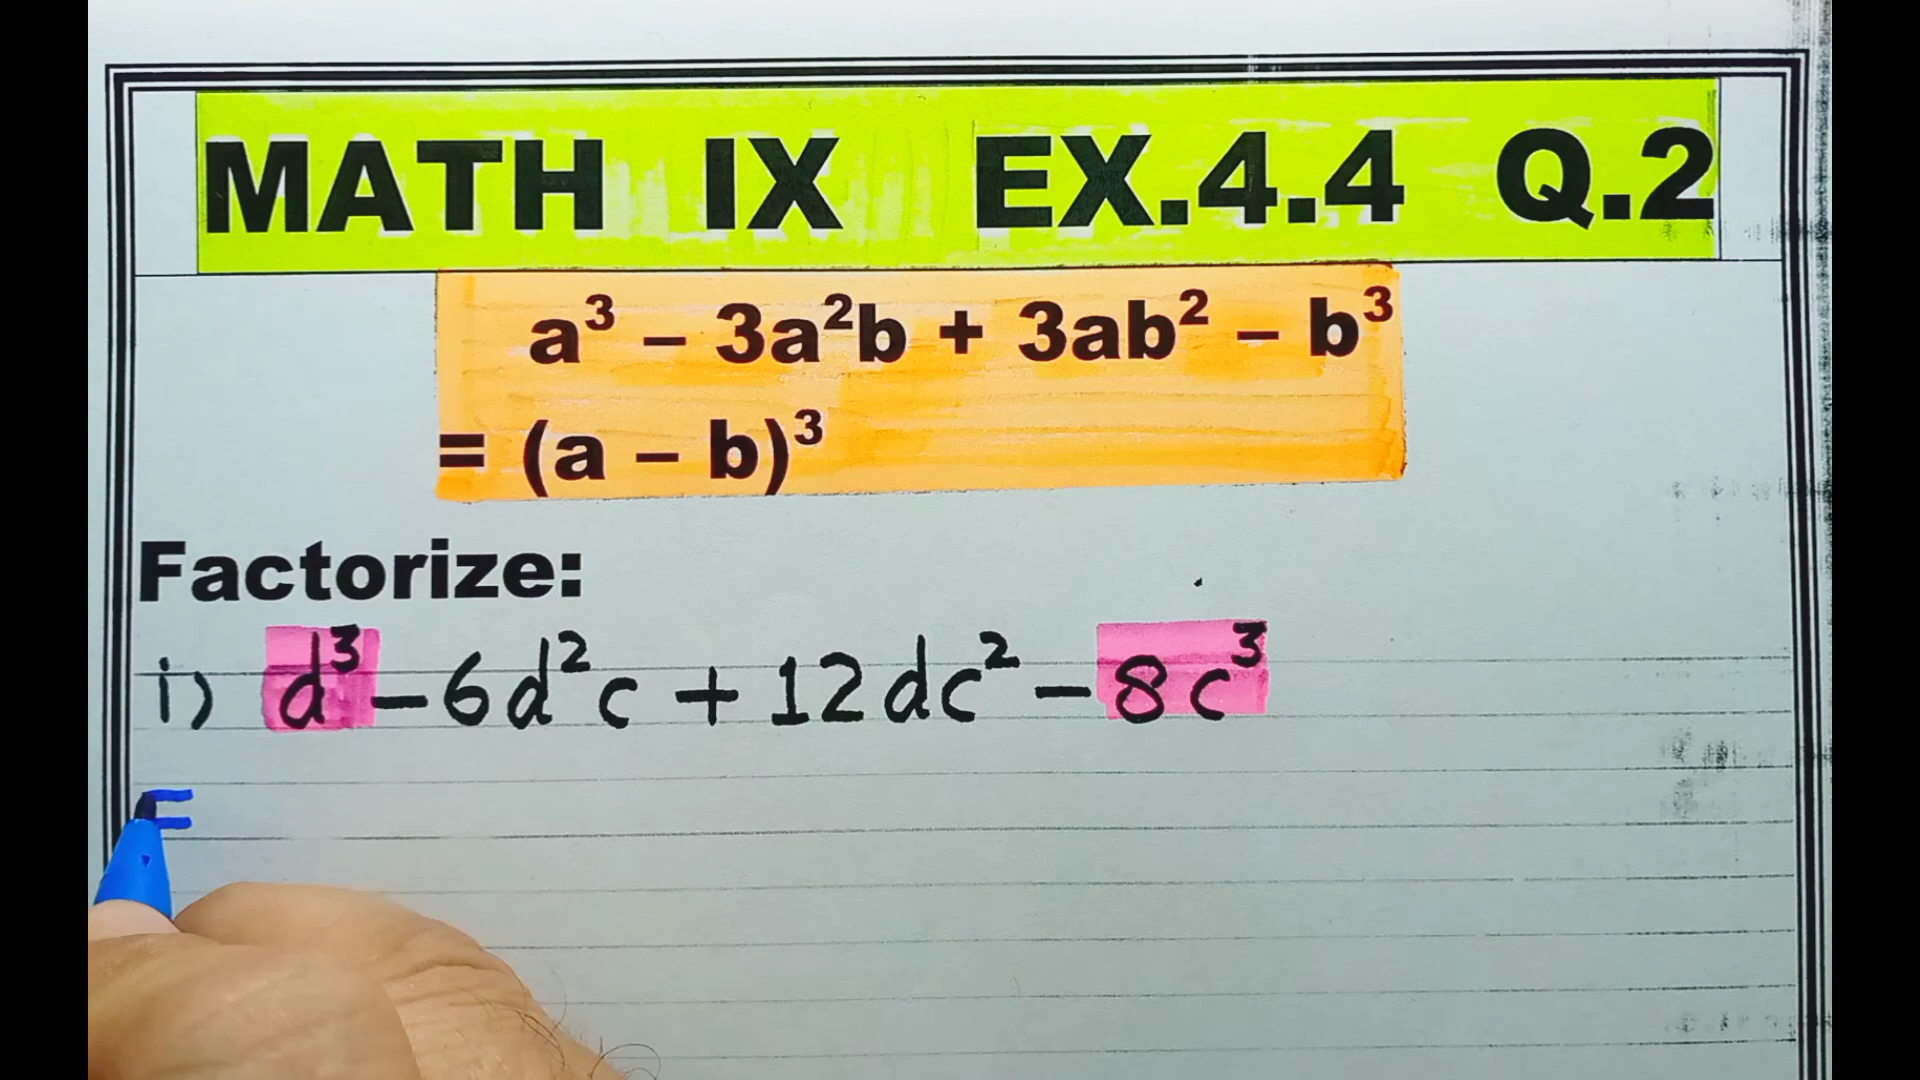 MATH IX EX.4.4 Q.2
a³ – 3a²b + 3ab² – b³
= (a – b)³
Factorize:
i) d³ – 6d²c + 12dc² – 8c³
=